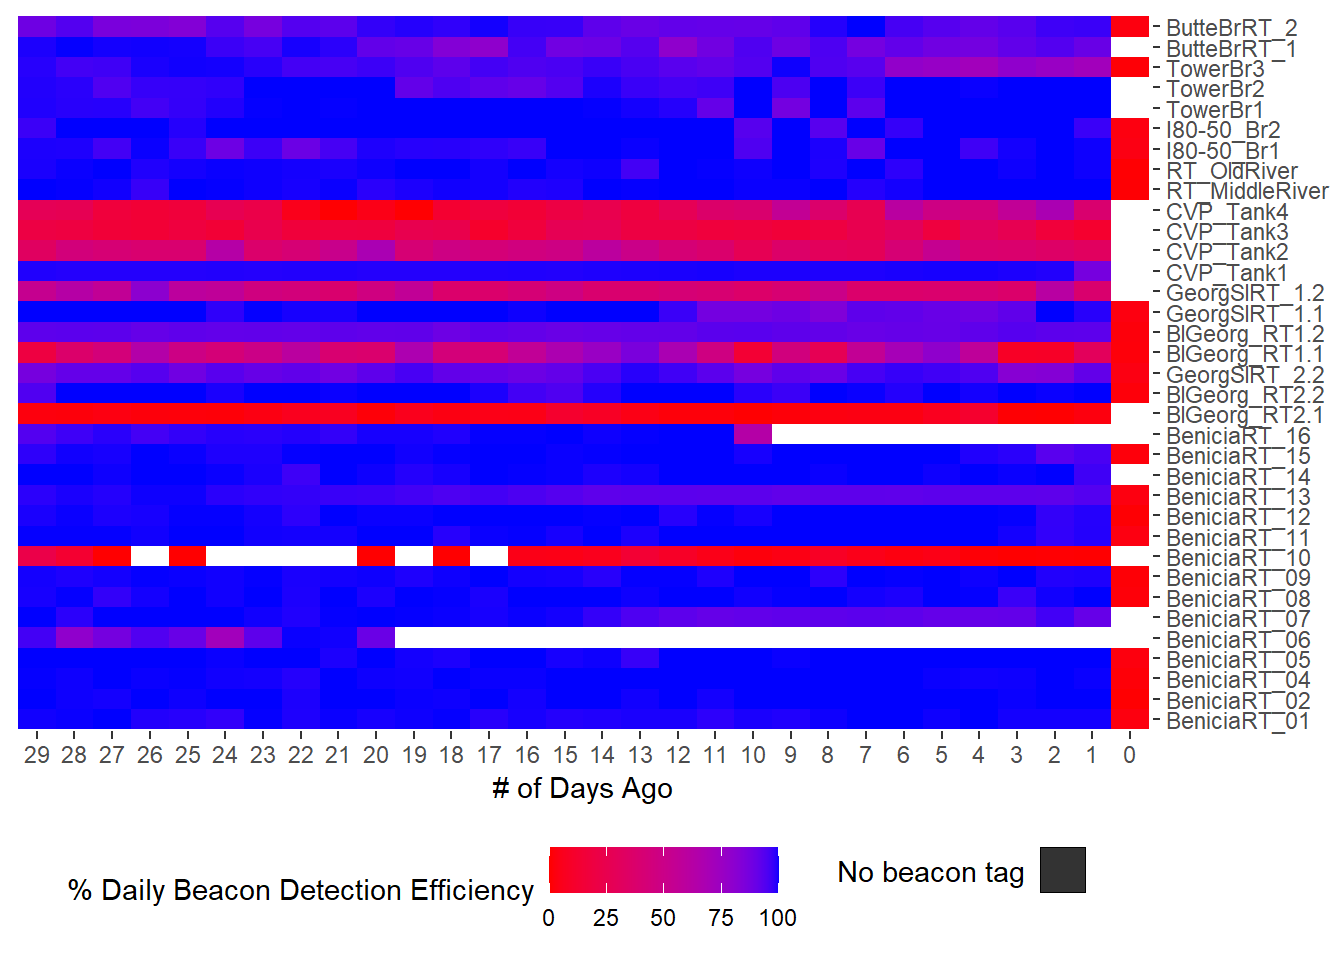 ButteBrRT_2
ButteBrRT_1
TowerBr3
TowerBr2
TowerBr1
I80-50_Br2
I80-50_Br1
RT_OldRiver
RT_MiddleRiver
CVP_Tank4
CVP_Tank3
CVP_Tank2
CVP_Tank1
GeorgSlRT_1.2
GeorgSlRT_1.1
BlGeorg_RT1.2
BlGeorg_RT1.1
GeorgSlRT_2.2
BlGeorg_RT2.2
BlGeorg_RT2.1
BeniciaRT_16
BeniciaRT_15
BeniciaRT_14
BeniciaRT_13
BeniciaRT_12
BeniciaRT_11
BeniciaRT_10
BeniciaRT_09
BeniciaRT_08
BeniciaRT_07
BeniciaRT_06
BeniciaRT_05
BeniciaRT_04
BeniciaRT_02
BeniciaRT_01
29 28 27 26 25 24 23 22 21 20 19 18 17 16 15 14 13 12 11 10 9 8 7 6 5 4 3 2 1 0
# of Days Ago
% Daily Beacon Detection Efficiency
0 25 50 75 100
No beacon tag